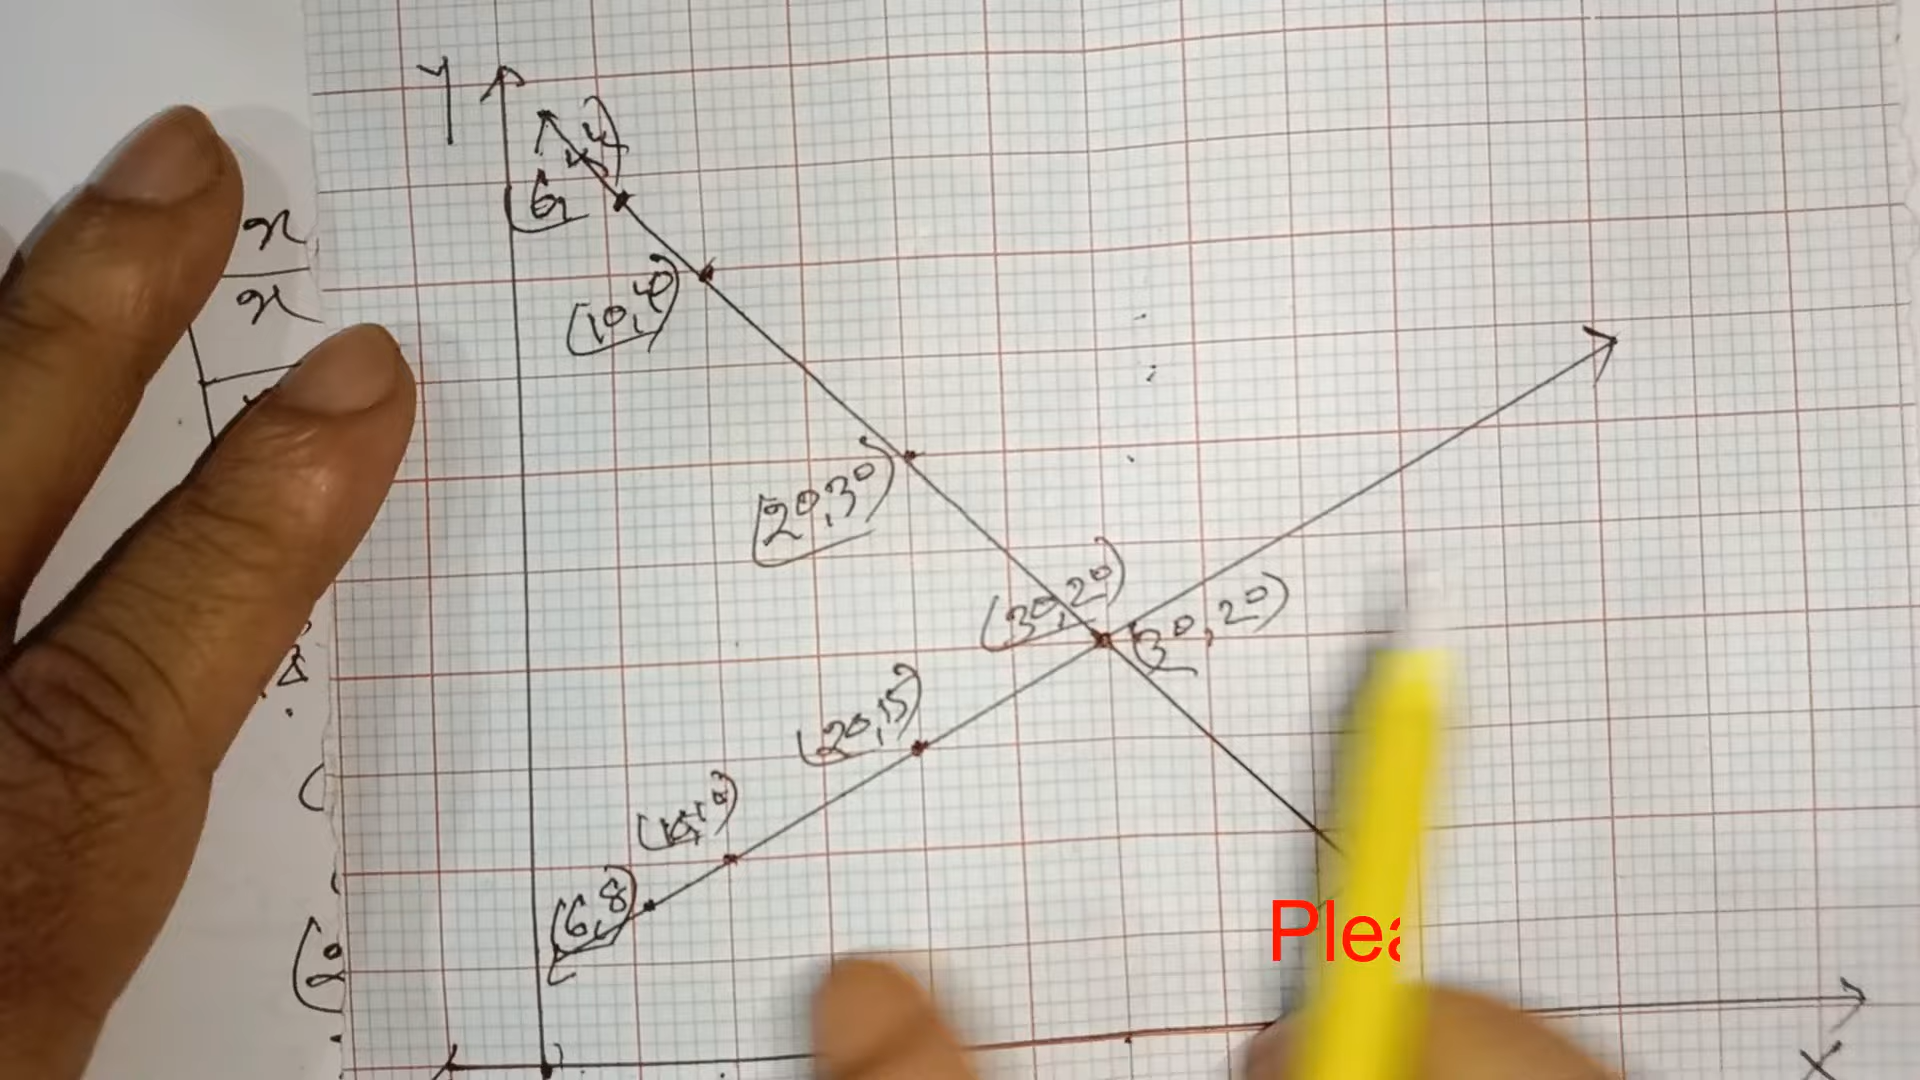 Y
(6,44)
x
(10,40)
x
(20,30)
(30,20)
(30,20)
(20,15)
(6,8)
Plea
X